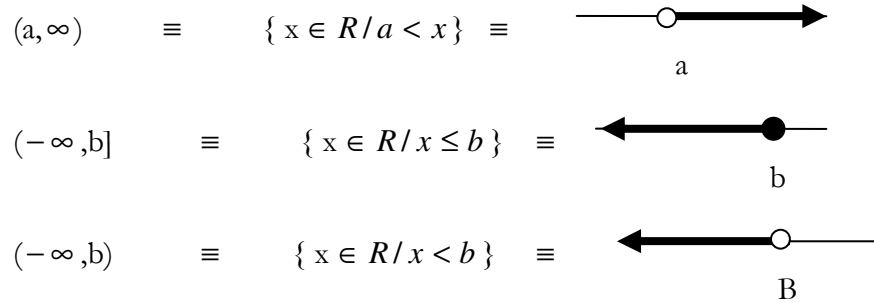 (a,∞) ≡ { x ∈ R / a < x } ≡
a
(− ∞ ,b] ≡ { x ∈ R / x ≤ b } ≡
b
(− ∞ ,b) ≡ { x ∈ R / x < b } ≡
B